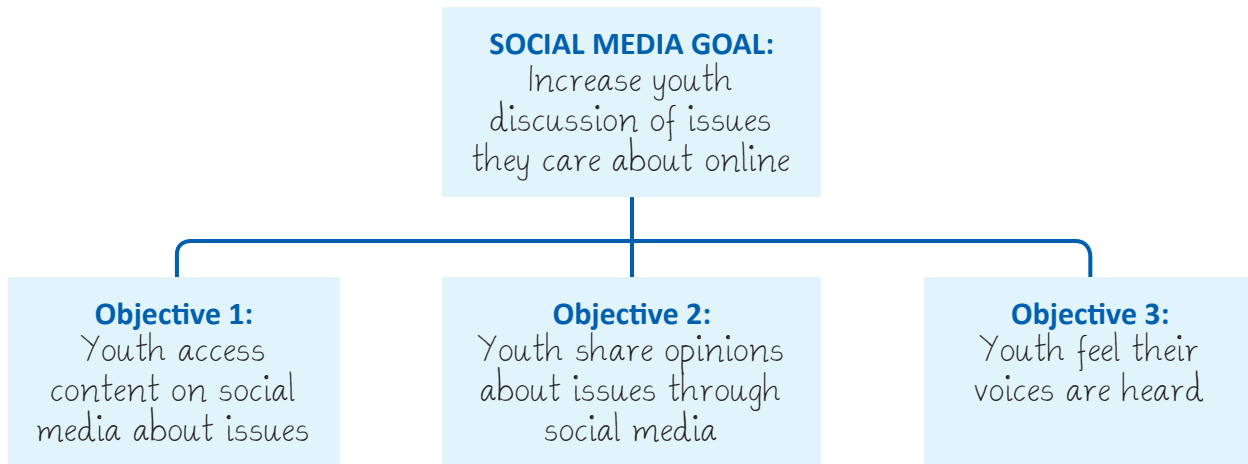 SOCIAL MEDIA GOAL:
Increase youth
discussion of issues
they care about online
Objective 1:
Youth access
content on social
media about issues
Objective 2:
Youth share opinions
about issues through
social media
Objective 3:
Youth feel their
voices are heard